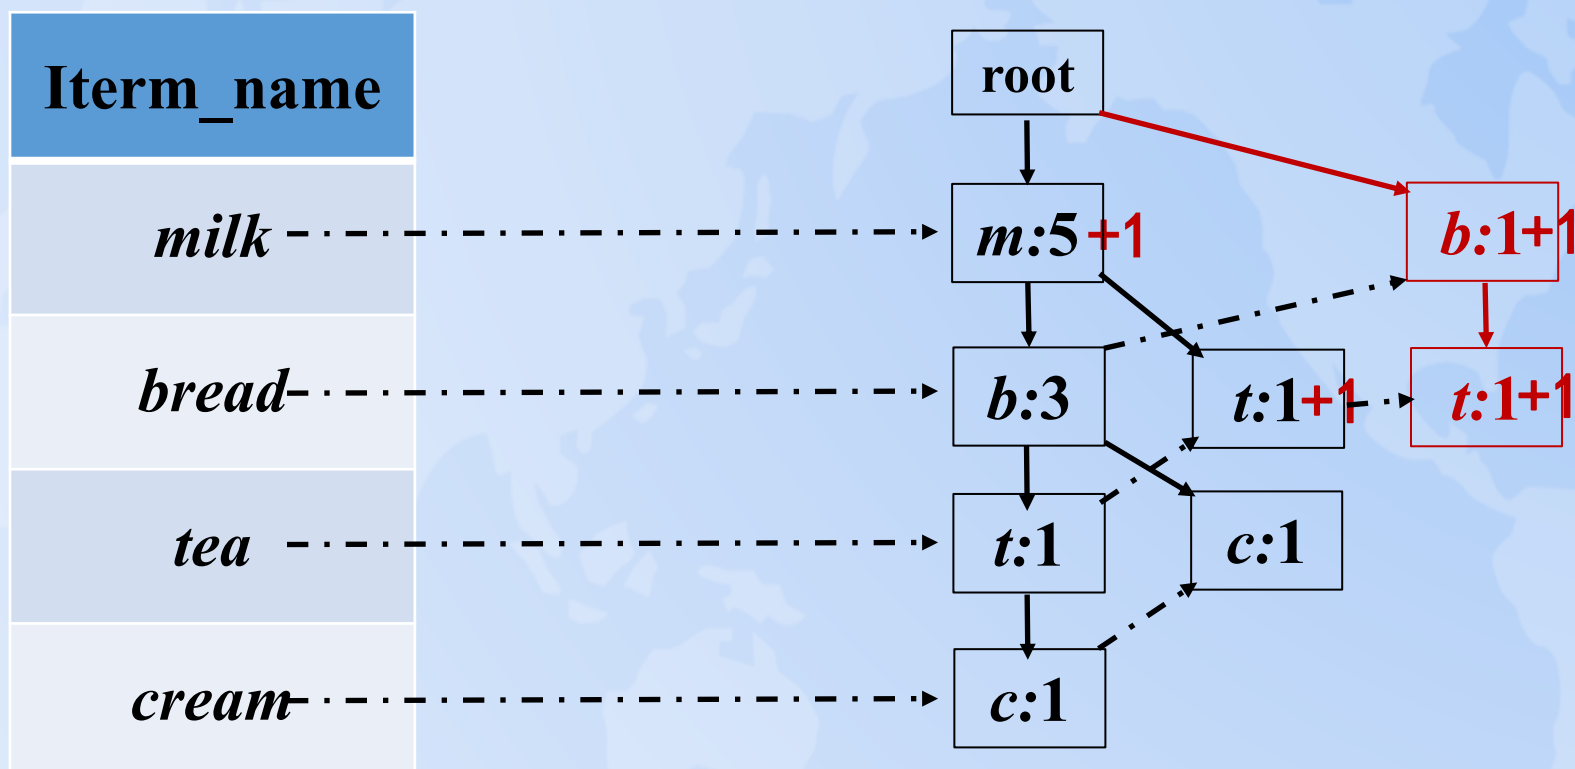 Iterm_name
root
milk
m:5+1
b:1+1
bread
b:3
t:1+1
t:1+1
tea
t:1
c:1
cream
c:1